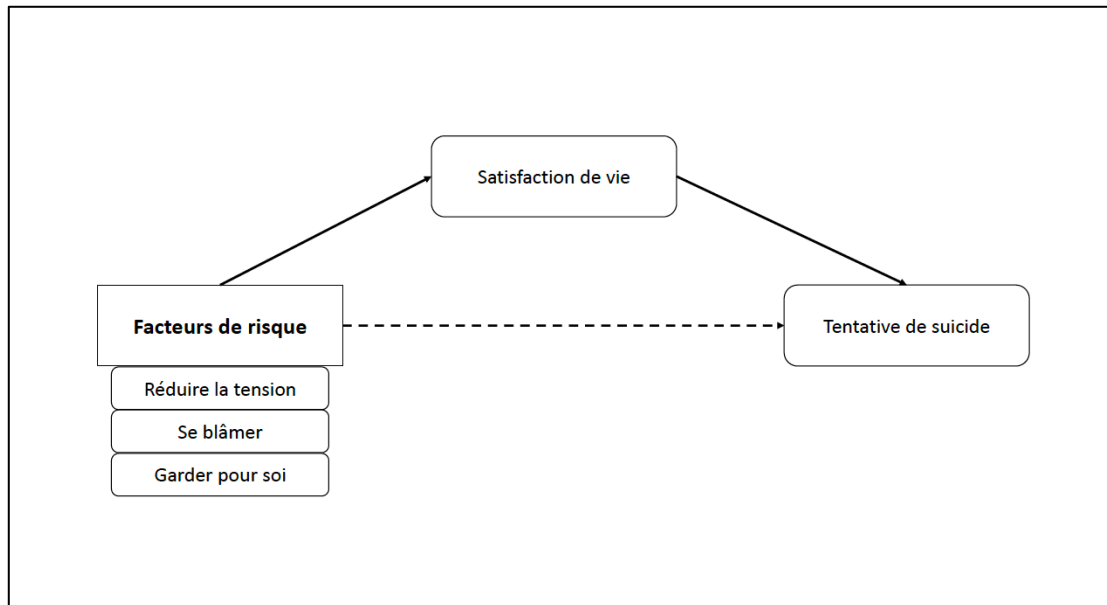 Satisfaction de vie
Facteurs de risque
Tentative de suicide
Réduire la tension
Se blâmer
Garder pour soi